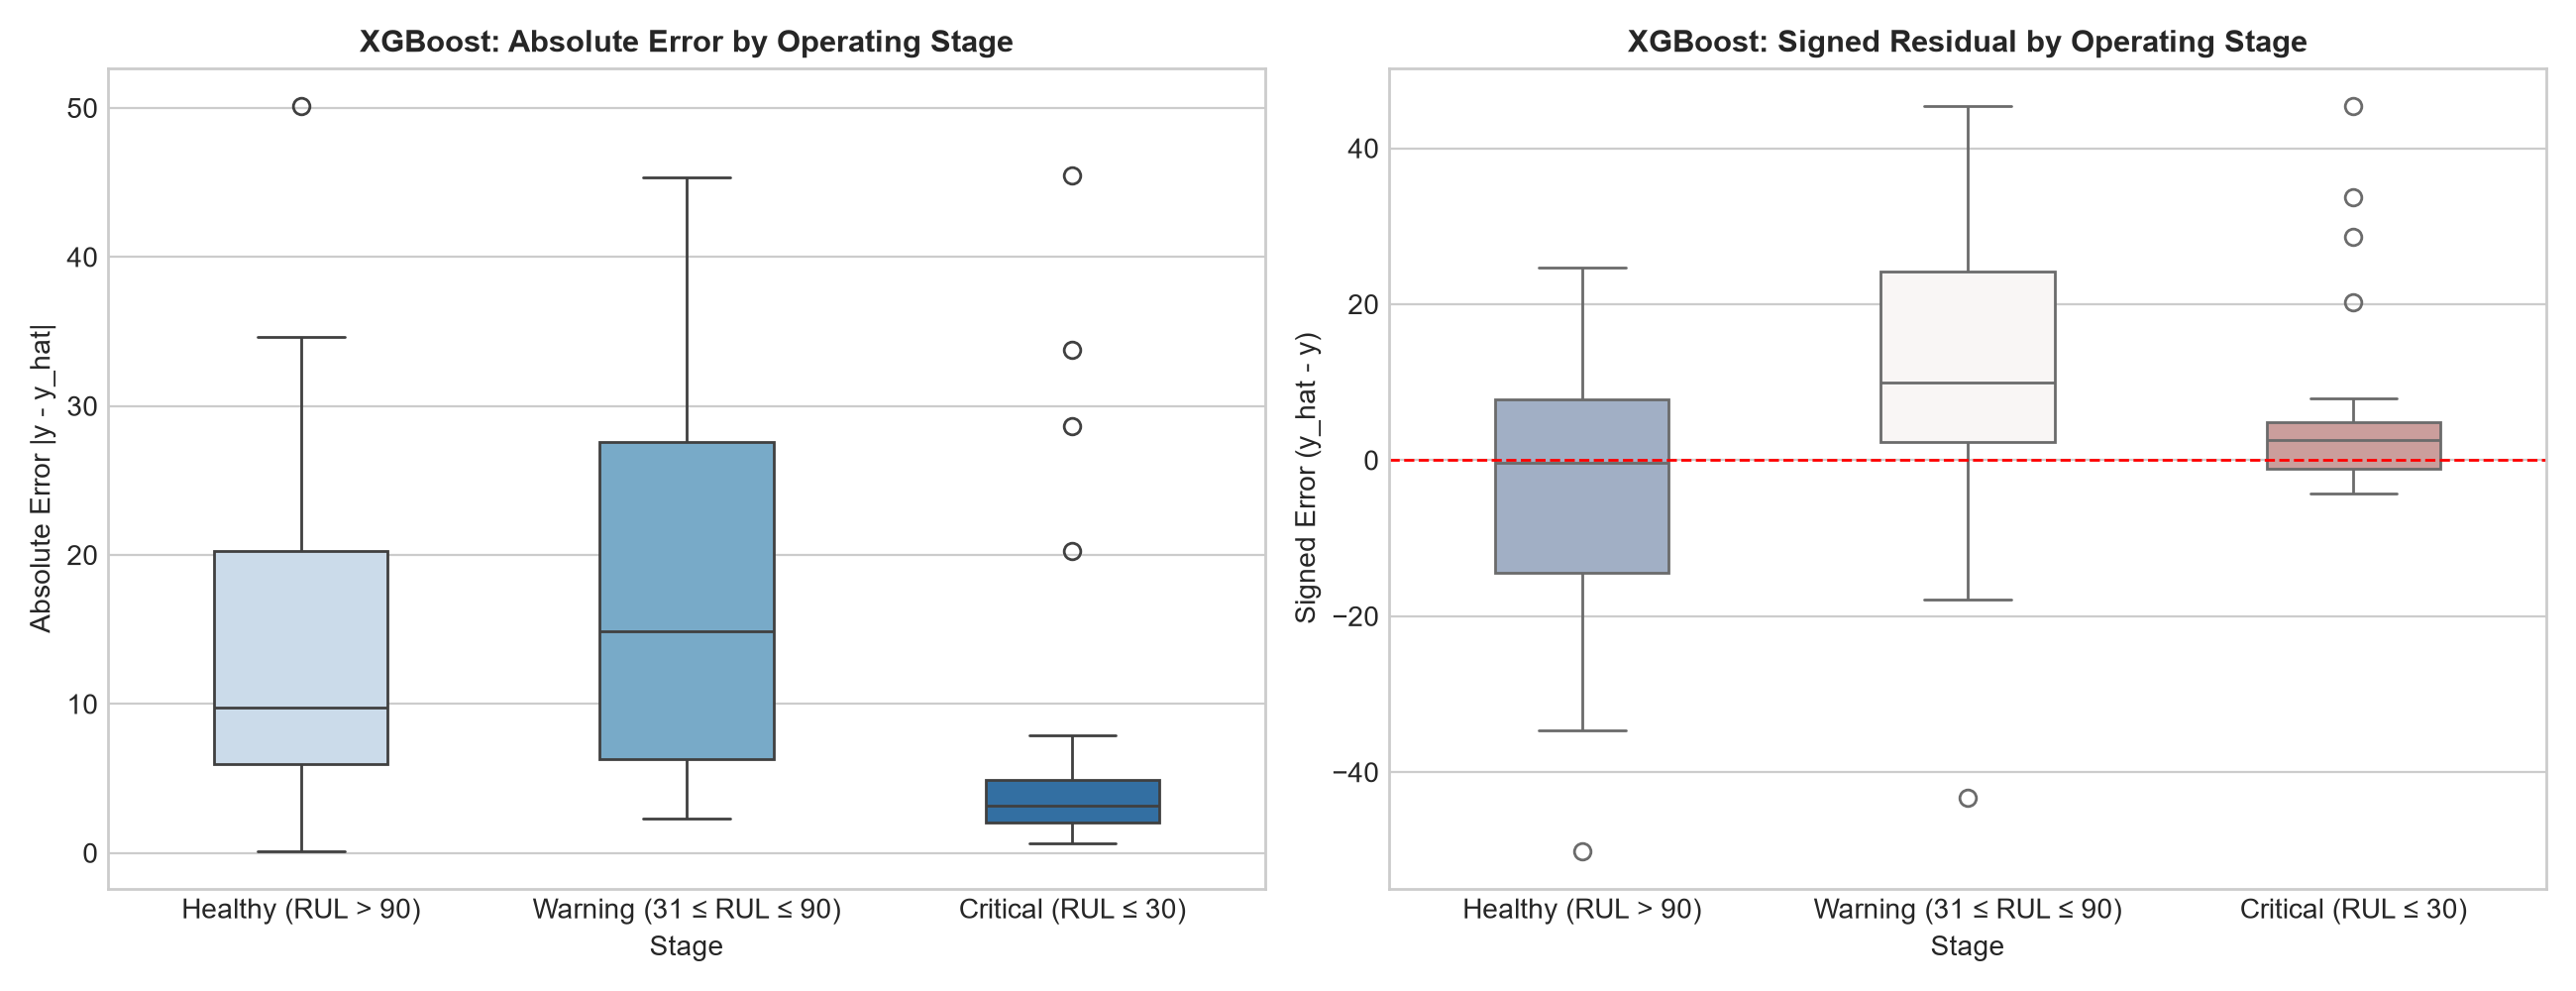 XGBoost: Absolute Error by Operating Stage
Absolute Error |y - y_hat|
50
40
30
20
10
0
Healthy (RUL > 90)
Warning (31 ≤ RUL ≤ 90)
Critical (RUL ≤ 30)
Stage
XGBoost: Signed Residual by Operating Stage
Signed Error (y_hat - y)
40
20
0
−20
−40
Healthy (RUL > 90)
Warning (31 ≤ RUL ≤ 90)
Critical (RUL ≤ 30)
Stage